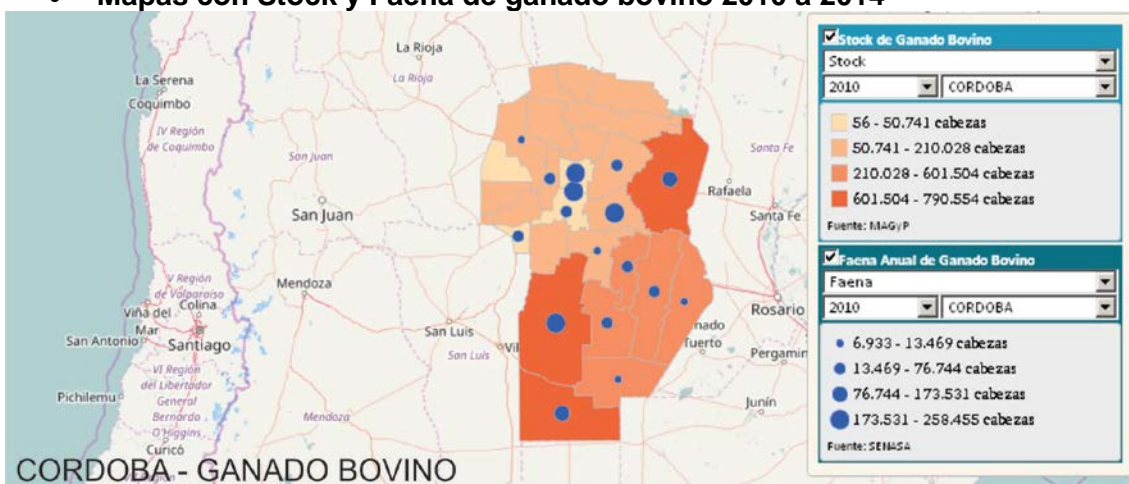 • Mapas con Stock y Faena de ganado bovino 2010 a 2014
La Rioja
La Rioja
La Serena
Coquimbo
IV Región
de Coquimbo
San Juan
San Juan
Santa Fe
Rafaela
Santa Fe
Mendoza
V Región
de Valparaíso
Viña del
Mar
Colina
San Antonio
Santiago
San Luis
San Luis
Vil
Rosario
nado
Tuerto
Pergamin
VI Región
del Libertador
General
Bernardo
O'Higgins
Pichilemu
Mendoza
Junín
Curicó
CORDOBA - GANADO BOVINO
Stock de Ganado Bovino
Stock
2010 CORDOBA
56 - 50.741 cabezas
50.741 - 210.028 cabezas
210.028 - 601.504 cabezas
601.504 - 790.554 cabezas
Fuente: MAGyP
Faena Anual de Ganado Bovino
Faena
2010 CORDOBA
6.933 - 13.469 cabezas
13.469 - 76.744 cabezas
76.744 - 173.531 cabezas
173.531 - 258.455 cabezas
Fuente: SENASA